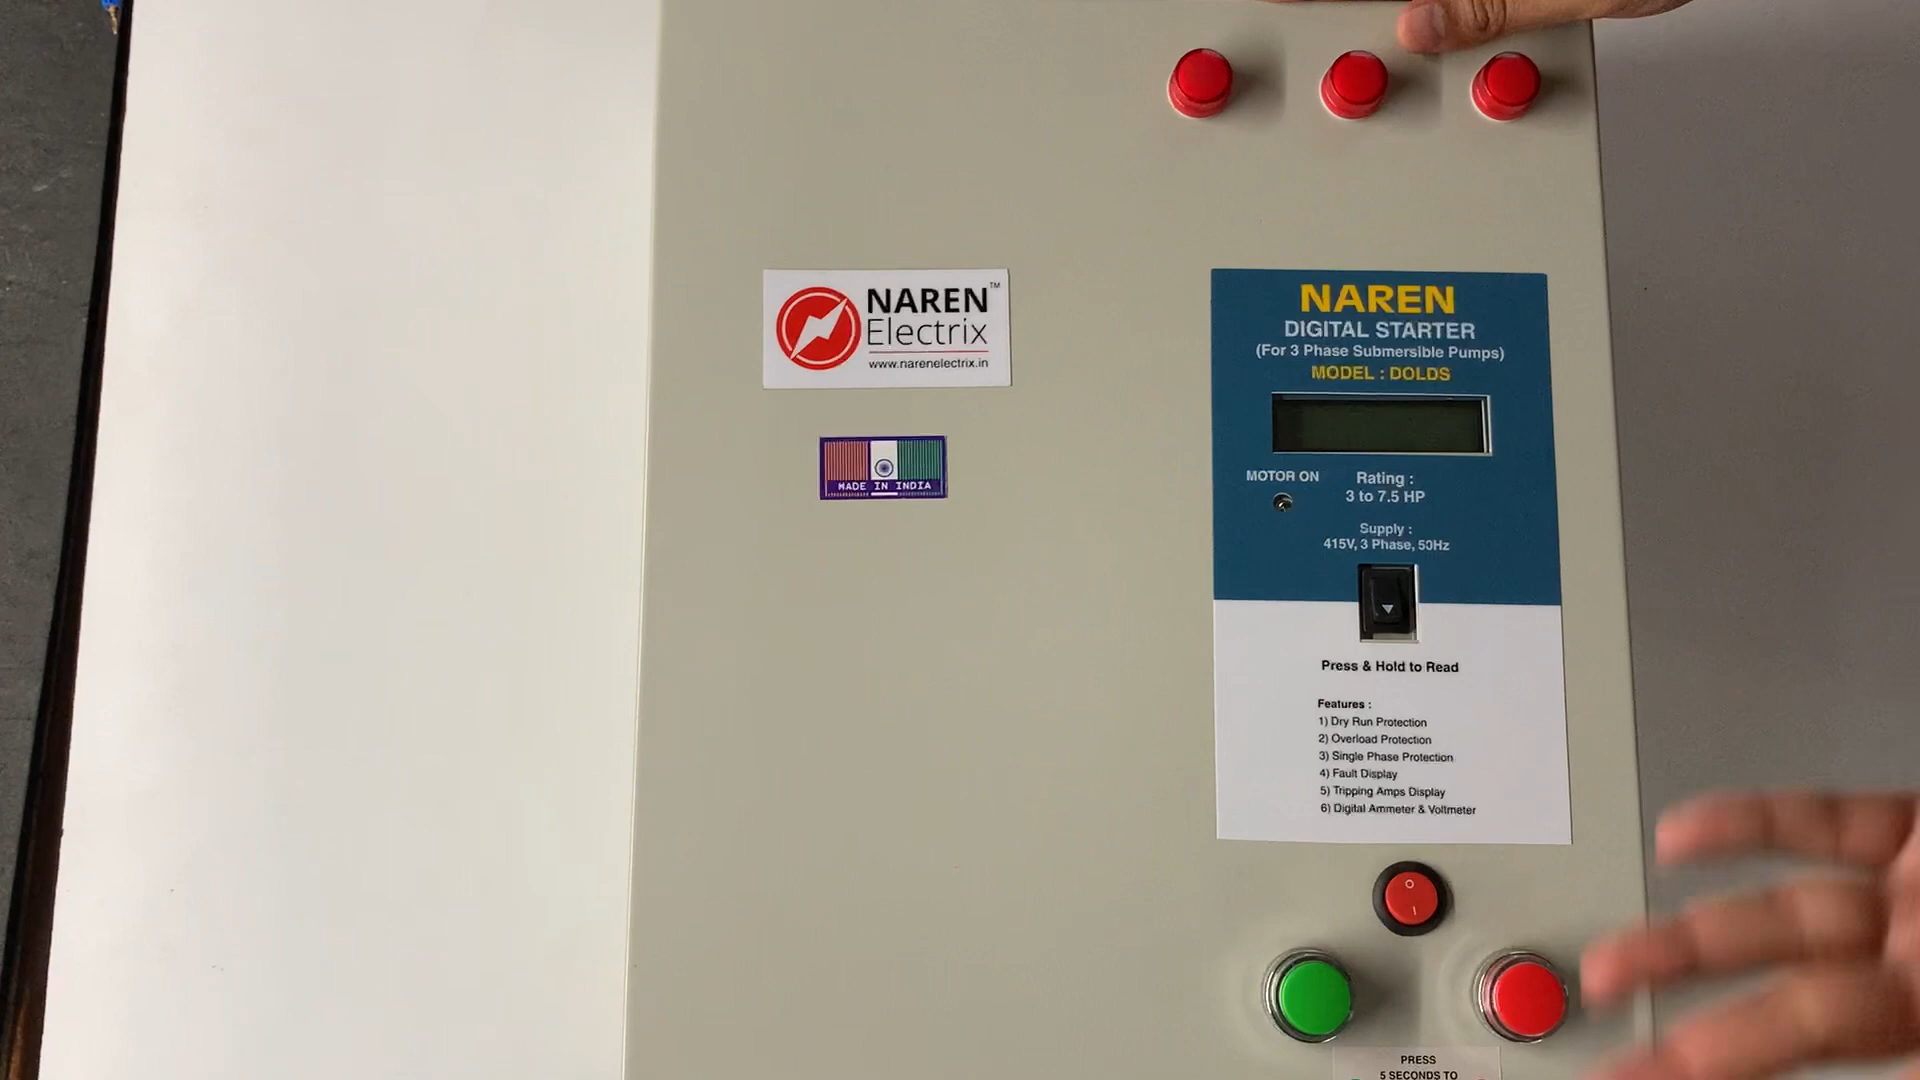 NAREN™
Electrix
www.narenelectrix.in
MADE IN INDIA
NAREN
DIGITAL STARTER
(For 3 Phase Submersible Pumps)
MODEL : DOLDS
MOTOR ON
Rating :
3 to 7.5 HP
Supply :
415V, 3 Phase, 50Hz
Press & Hold to Read
Features :
1) Dry Run Protection
2) Overload Protection
3) Single Phase Protection
4) Fault Display
5) Tripping Amps Display
6) Digital Ammeter & Voltmeter
O
I
PRESS
5 SECONDS TO